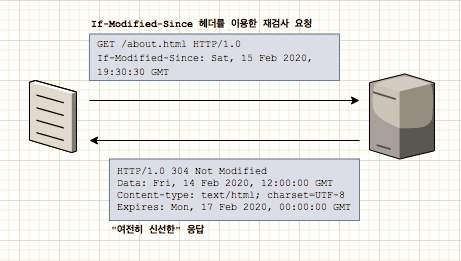 If-Modified-Since 헤더를 이용한 재검사 요청
GET /about.html HTTP/1.0
If-Modified-Since: Sat, 15 Feb 2020,
19:30:30 GMT
HTTP/1.0 304 Not Modified
Data: Fri, 14 Feb 2020, 12:00:00 GMT
Content-type: text/html; charset=UTF-8
Expires: Mon, 17 Feb 2020, 00:00:00 GMT
"여전히 신선한" 응답